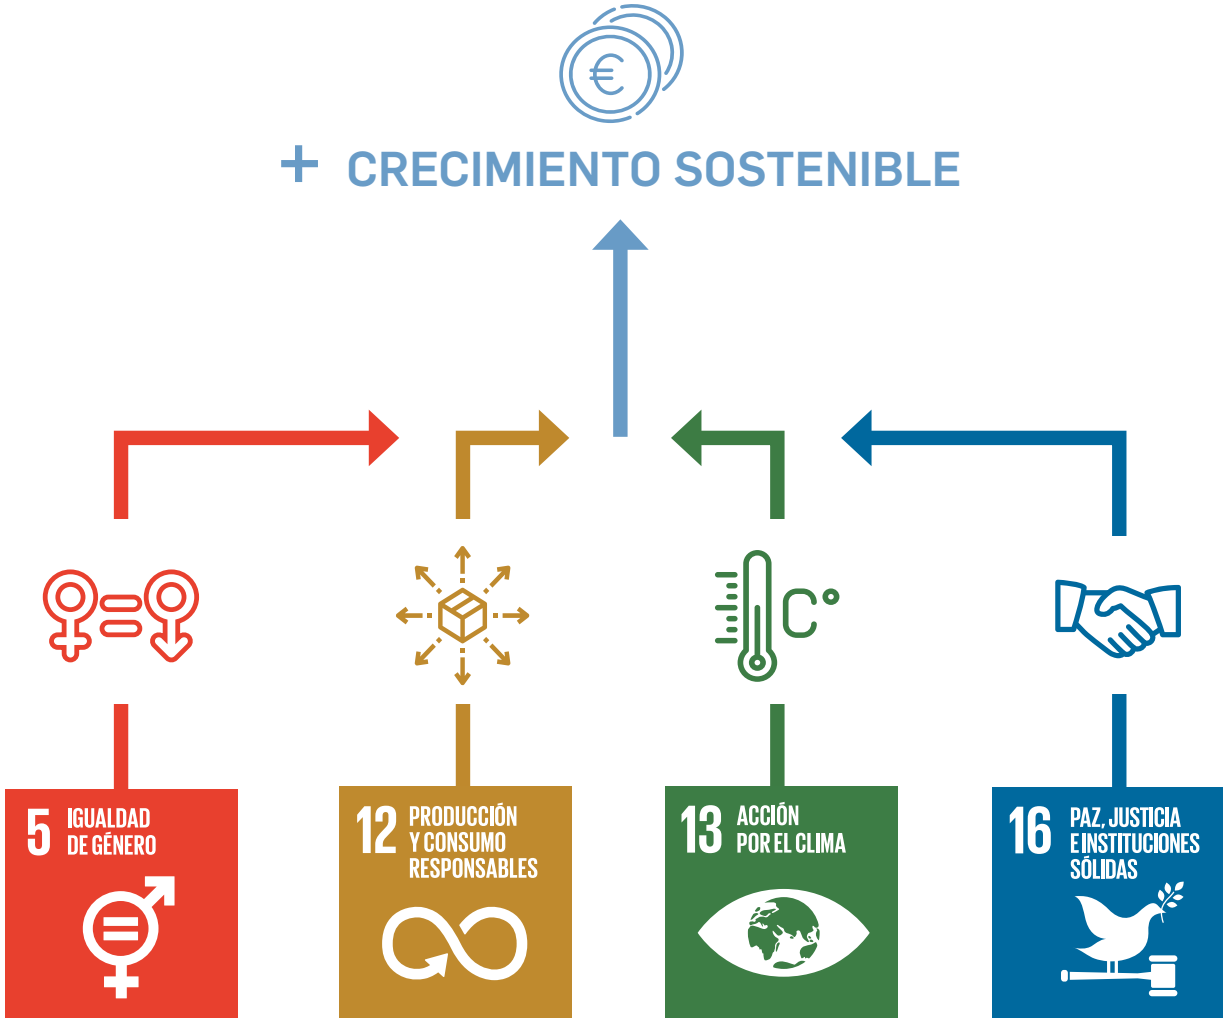 €
+ CRECIMIENTO SOSTENIBLE
C°
5 IGUALDAD
DE GÉNERO
12 PRODUCCIÓN
Y CONSUMO
RESPONSABLES
13 ACCIÓN
POR EL CLIMA
16 PAZ, JUSTICIA
E INSTITUCIONES
SÓLIDAS